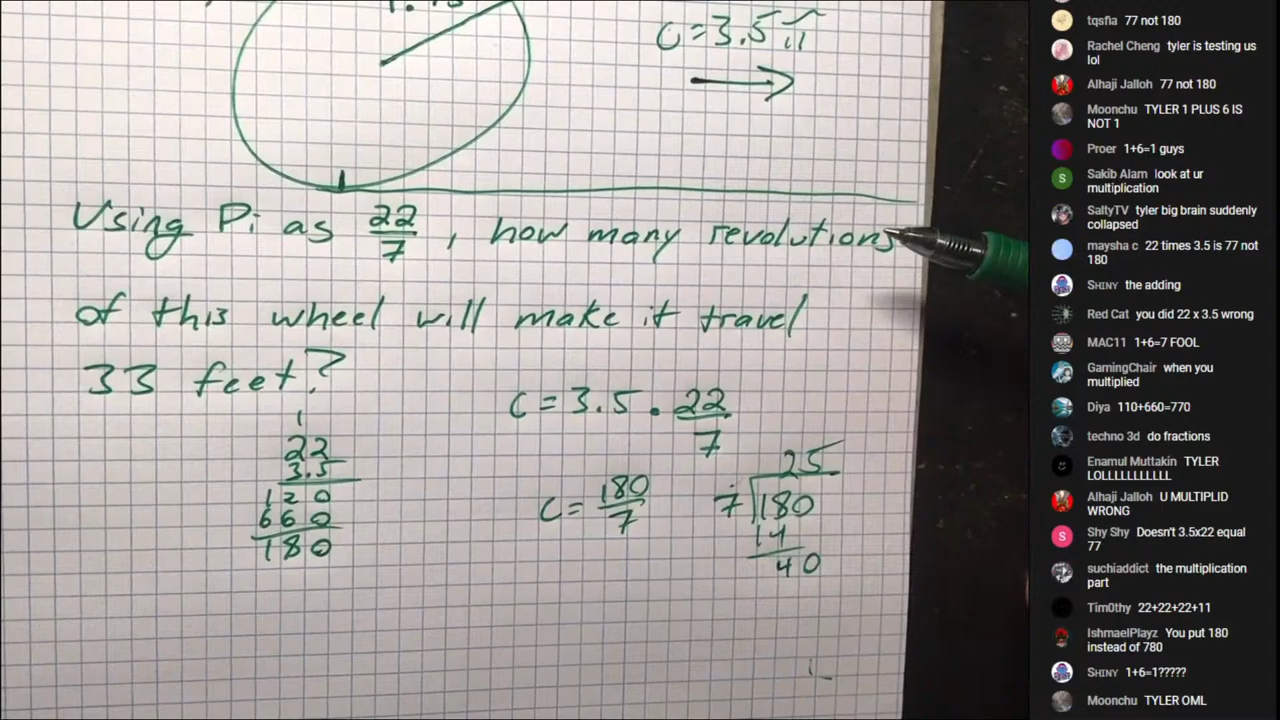 1.75
C=3.5π
Using Pi as 22/7, how many revolutions
of this wheel will make it travel
33 feet?
1
22
3.5
120
660
180
C=3.5·22/7
C=180/7
25
7 180
14
40
tqsfia 77 not 180
Rachel Cheng tyler is testing us
lol
Alhaji Jalloh 77 not 180
Moonchu TYLER 1 PLUS 6 IS
NOT 1
Proer 1+6=1 guys
S
Sakib Alam look at ur
multiplication
SaltyTV tyler big brain suddenly
collapsed
maysha c 22 times 3.5 is 77 not
180
SHINY the adding
Red Cat you did 22 x 3.5 wrong
MAC11 1+6=7 FOOL
GamingChair when you
multiplied
Diya 110+660=770
techno 3d do fractions
Enamul Muttakin TYLER
LOLLLLLLLLLL
Alhaji Jalloh U MULTIPLID
WRONG
S
Shy Shy Doesn't 3.5x22 equal
77
suchiaddict the multiplication
part
Tim0thy 22+22+22+11
IshmaelPlayz You put 180
instead of 780
SHINY 1+6=1?????
Moonchu TYLER OML